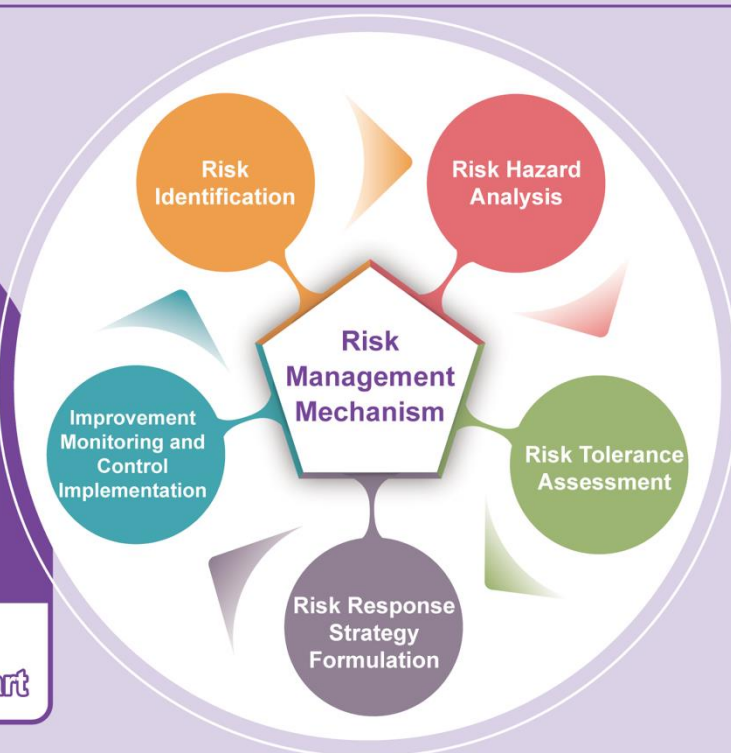 Risk
Identification
Risk Hazard
Analysis
Risk
Management
Mechanism
Risk Tolerance
Assessment
Risk Response
Strategy
Formulation
Improvement
Monitoring and
Control
Implementation